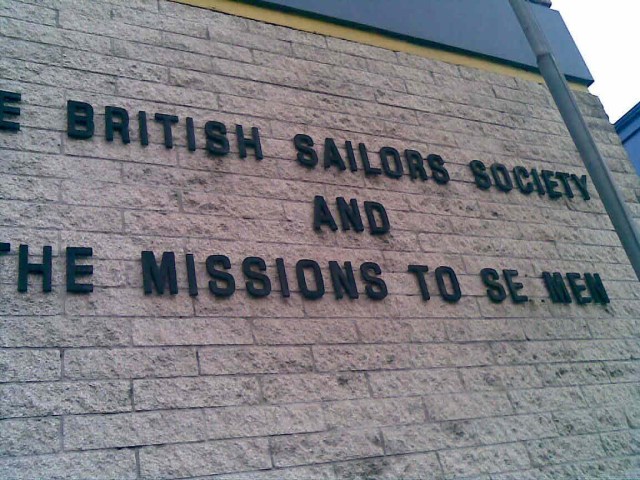 E BRITISH SAILORS SOCIETY
AND
THE MISSIONS TO SE MEN